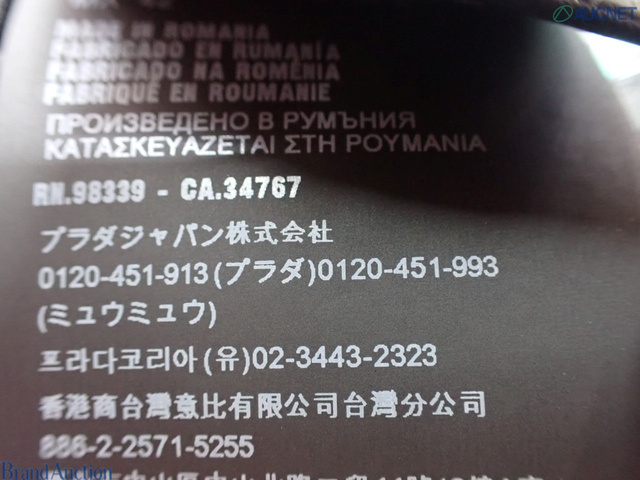 AUCNET
MADE IN ROMANIA
FABRICADO EN RUMANÍA
FABRICADO NA ROMÉNIA
FABRIQUÉ EN ROUMANIE
ПРОИЗВЕДЕНО В РУМЪНИЯ
ΚΑΤΑΣΚΕΥΑΖΕΤΑΙ ΣΤΗ ΡΟΥΜΑΝΙΑ
RN.98339 - CA.34767
プラダジャパン株式会社
0120-451-913(プラダ)0120-451-993
(ミュウミュウ)
프라다코리아(유)02-3443-2323
香港商台灣意比有限公司台灣分公司
886-2-2571-5255
Brand Auction